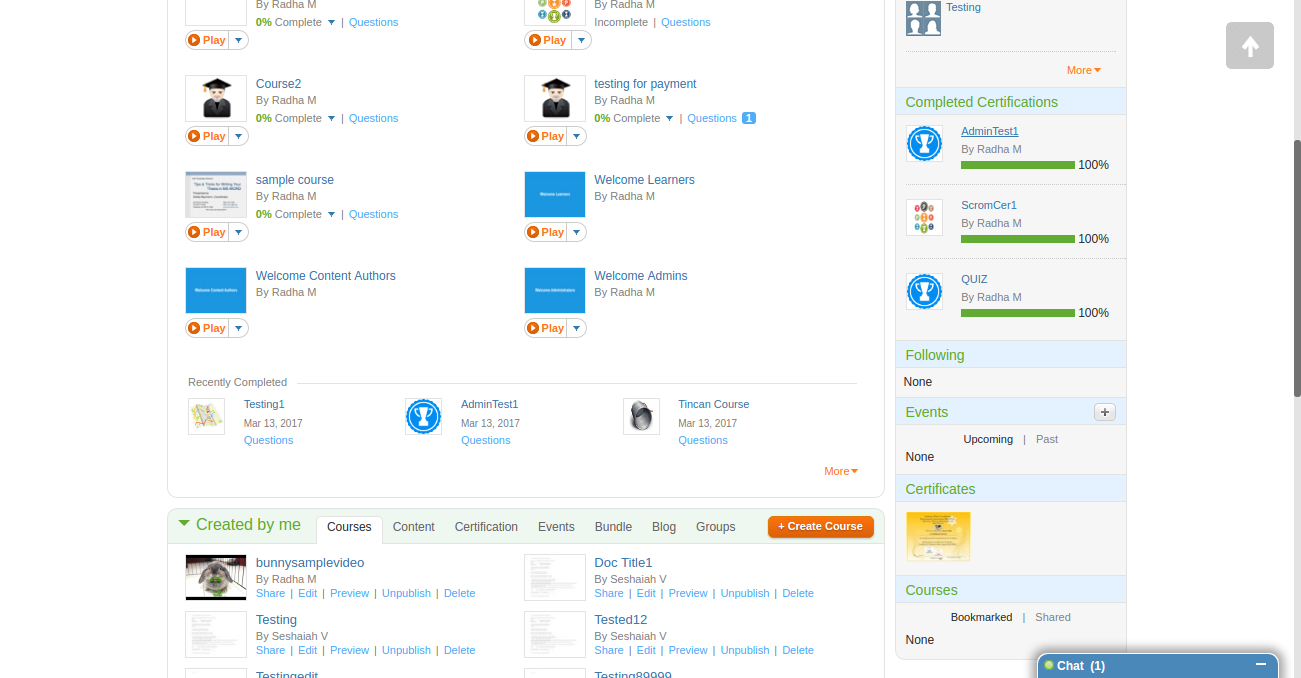 By Radha M
0% Complete | Questions
Play
By Radha M
Incomplete | Questions
Play
Course2
By Radha M
0% Complete | Questions
Play
testing for payment
By Radha M
0% Complete | Questions 1
Play
sample course
By Radha M
0% Complete | Questions
Play
Welcome Learners
Welcome Learners
By Radha M
Play
Welcome Content Authors
Welcome Content Authors
By Radha M
Play
Welcome Administrators
Welcome Admins
By Radha M
Play
Recently Completed
Testing1
Mar 13, 2017
Questions
AdminTest1
Mar 13, 2017
Questions
Tincan Course
Mar 13, 2017
Questions
More
Created by me
Courses
Content
Certification
Events
Bundle
Blog
Groups
+ Create Course
bunnysamplevideo
By Radha M
Share | Edit | Preview | Unpublish | Delete
Doc Title1
By Seshaiah V
Share | Edit | Preview | Unpublish | Delete
Testing
By Seshaiah V
Share | Edit | Preview | Unpublish | Delete
Tested12
By Seshaiah V
Share | Edit | Preview | Unpublish | Delete
Testingedit
Testing89999
Testing
More
Completed Certifications
AdminTest1
By Radha M
100%
ScromCer1
By Radha M
100%
QUIZ
By Radha M
100%
Following
None
Events
+
Upcoming | Past
None
Certificates
Courses
Bookmarked | Shared
None
Chat (1)